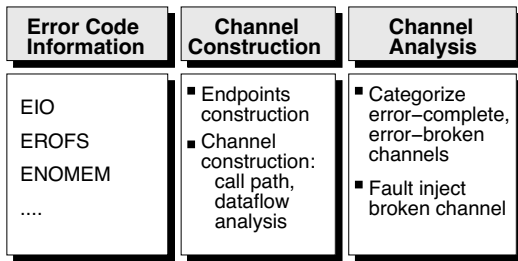 Error Code
Information
EIO
EROFS
ENOMEM
....
Channel
Construction
▪ Endpoints
construction
▪ Channel
construction:
call path,
dataflow
analysis
Channel
Analysis
▪ Categorize
error−complete,
error−broken
channels
▪ Fault inject
broken channel